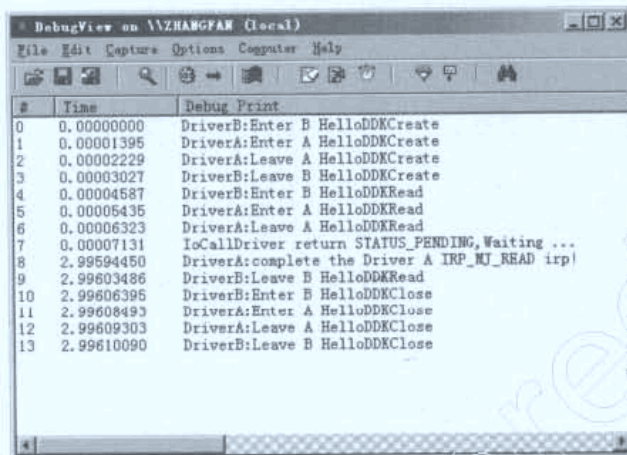 DebugView on \\ZHANGFAN (local)
File Edit Capture Options Computer Help
# Time Debug Print
0 0.00000000 DriverB:Enter B HelloDDKCreate
1 0.00001395 DriverA:Enter A HelloDDKCreate
2 0.00002229 DriverA:Leave A HelloDDKCreate
3 0.00003027 DriverB:Leave B HelloDDKCreate
4 0.00004587 DriverB:Enter B HelloDDKRead
5 0.00005435 DriverA:Enter A HelloDDKRead
6 0.00006323 DriverA:Leave A HelloDDKRead
7 0.00007131 IoCallDriver return STATUS_PENDING,Waiting ...
8 2.99594450 DriverA:complete the Driver A IRP_MJ_READ irp!
9 2.99603486 DriverB:Leave B HelloDDKRead
10 2.99606395 DriverB:Enter B HelloDDKClose
11 2.99608493 DriverA:Enter A HelloDDKClose
12 2.99609303 DriverA:Leave A HelloDDKClose
13 2.99610090 DriverB:Leave B HelloDDKClose